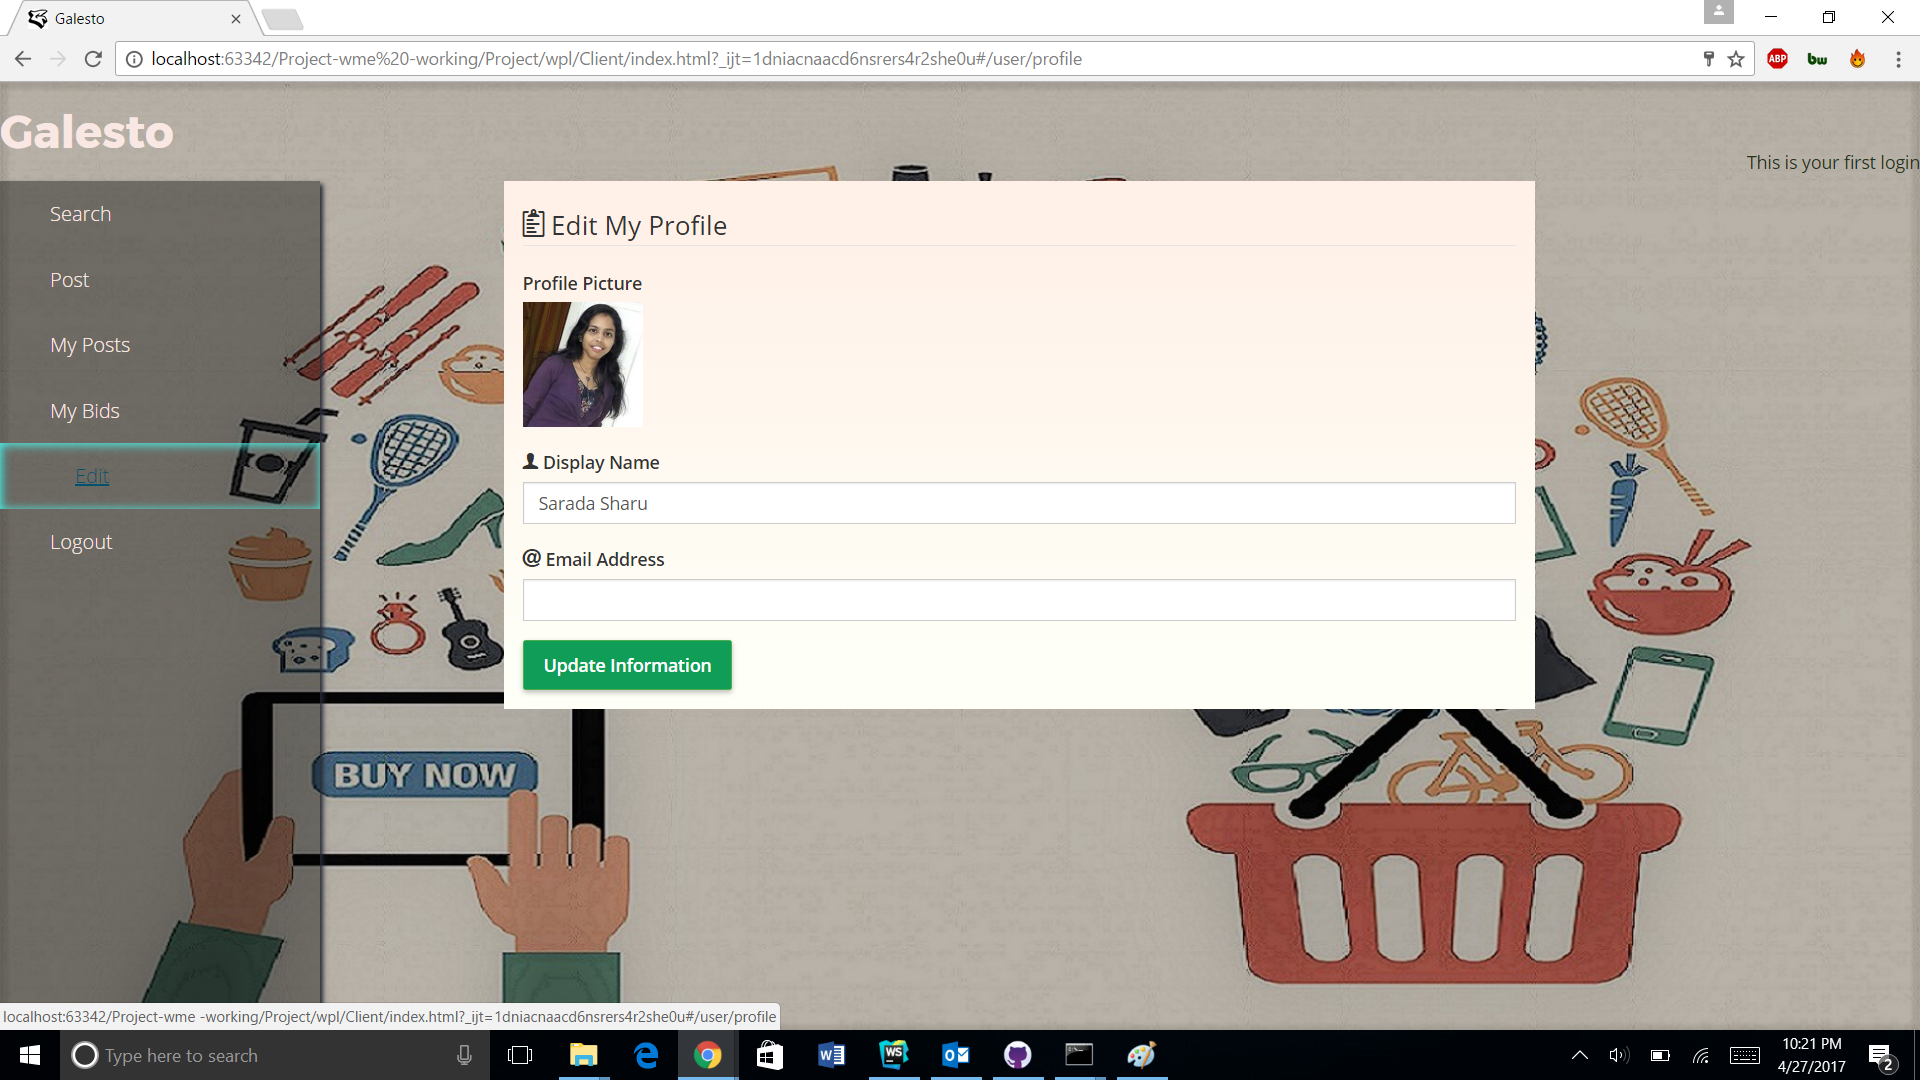 Galesto
localhost:63342/Project-wme%20-working/Project/wpl/Client/index.html?_ijt=1dniacnaacd6nsrers4r2she0u#/user/profile
ABP
bw
Galesto
This is your first login
Search
Post
My Posts
My Bids
Edit
Logout
Edit My Profile
Profile Picture
Display Name
Sarada Sharu
@ Email Address
Update Information
BUY NOW
localhost:63342/Project-wme -working/Project/wpl/Client/index.html?_ijt=1dniacnaacd6nsrers4r2she0u#/user/profile
Type here to search
WS
10:21 PM
4/27/2017
2